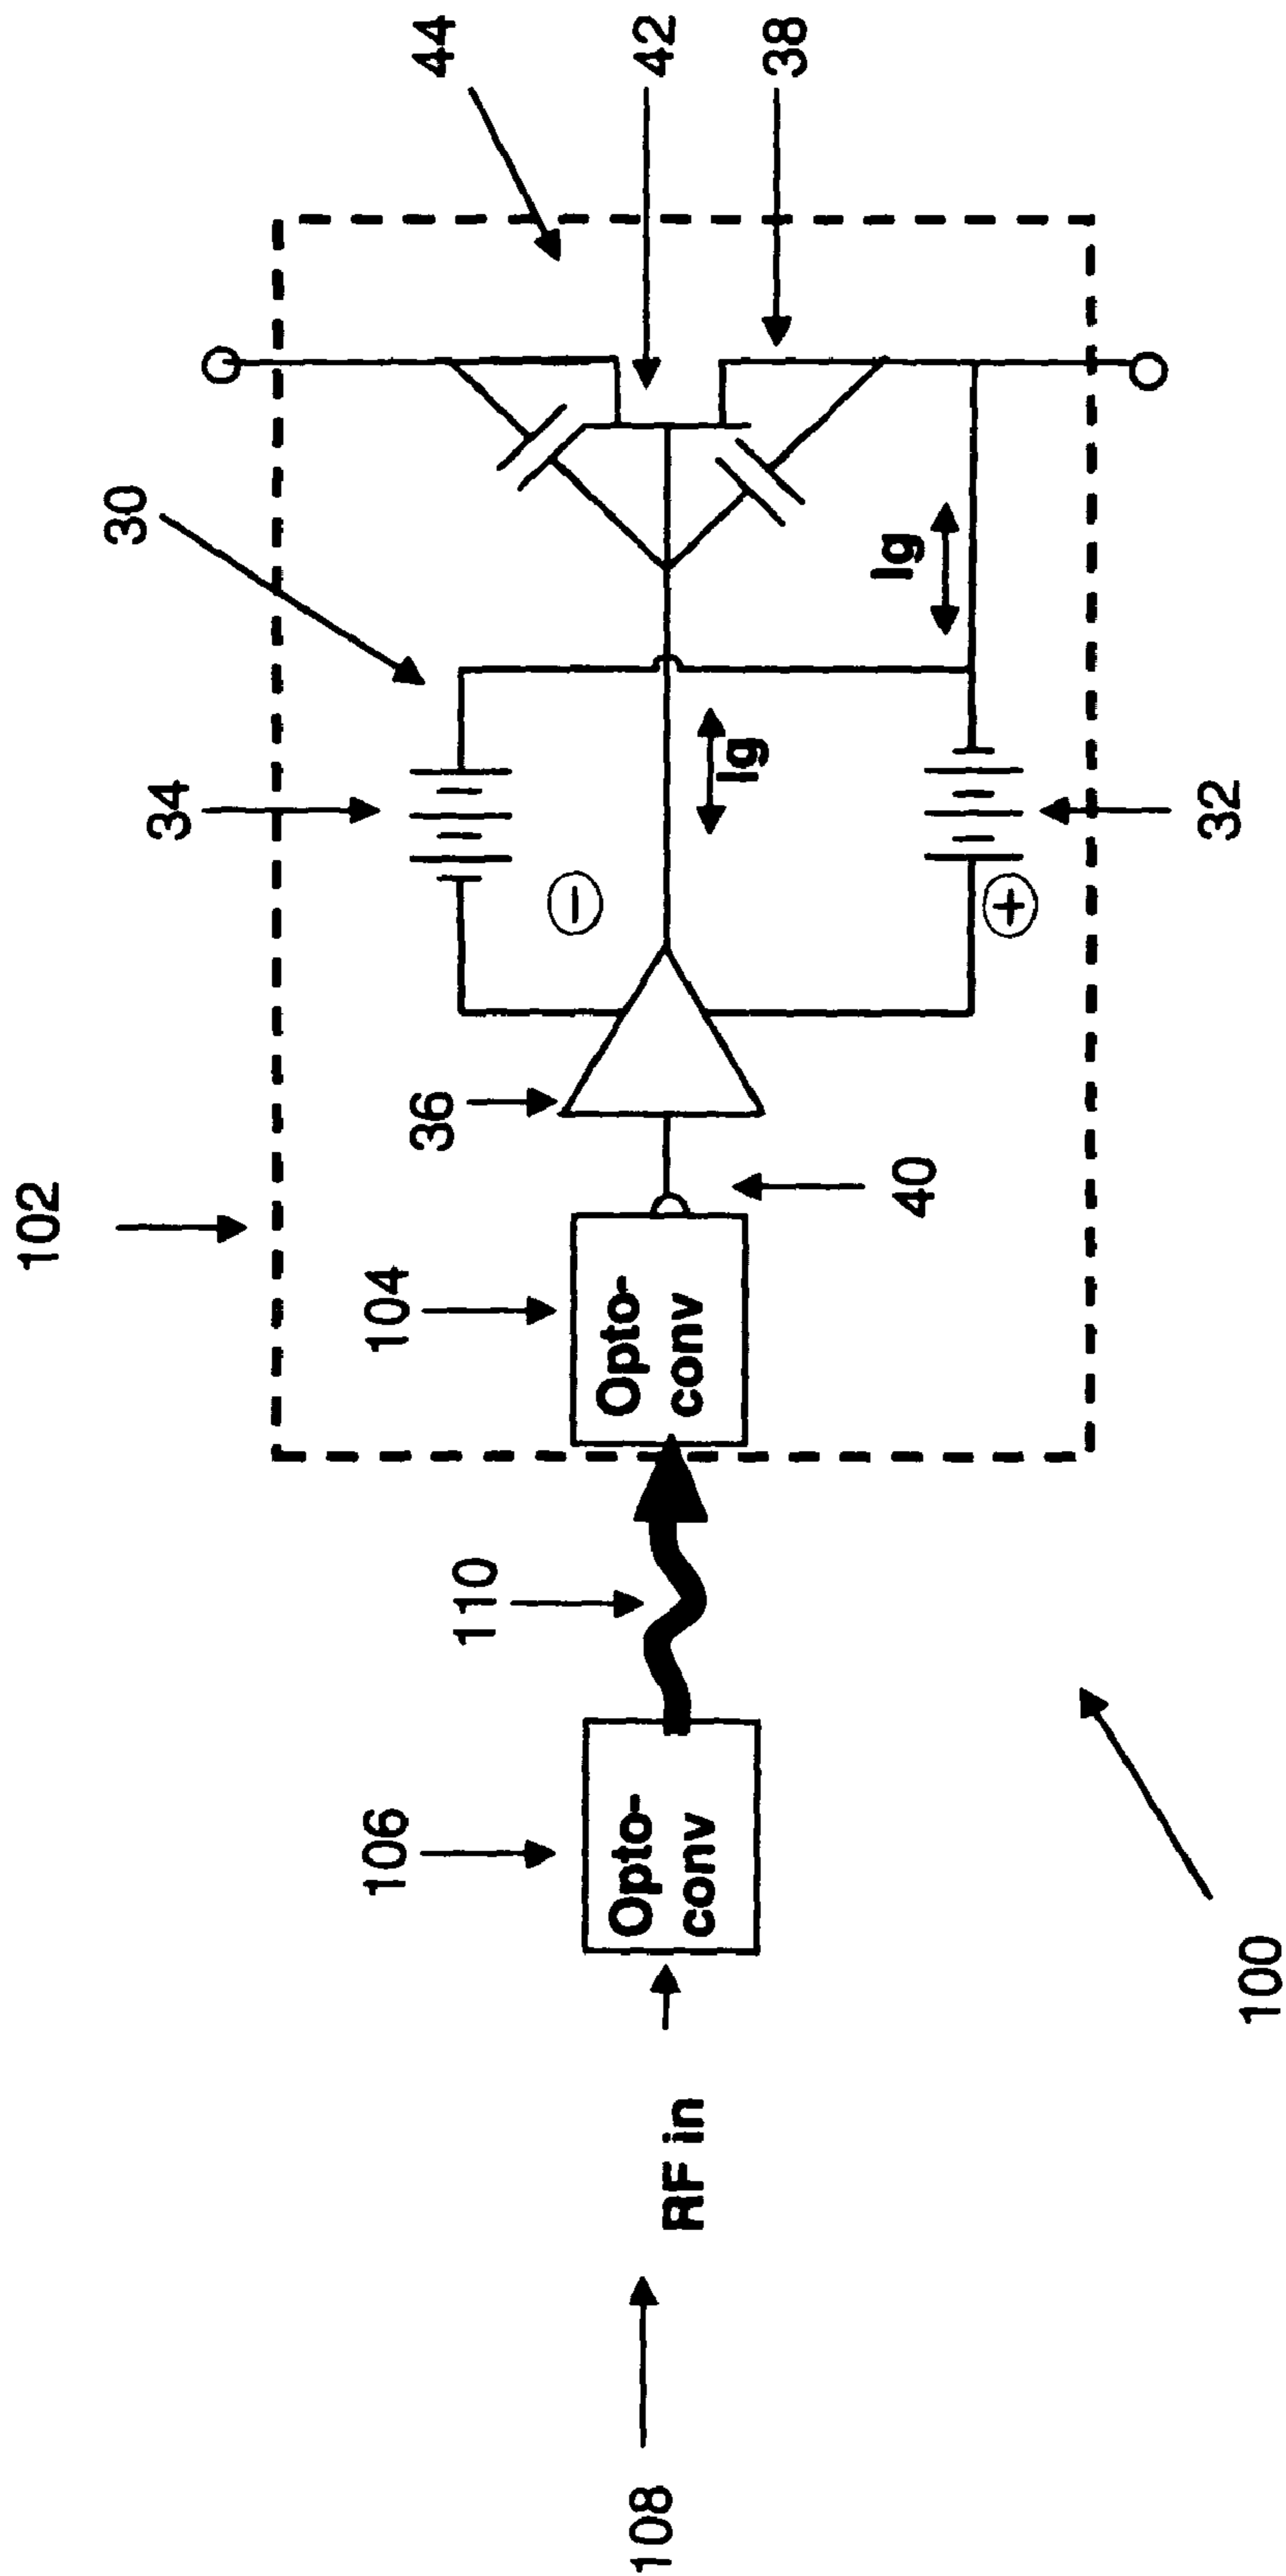 108
RF in
106
Opto-
conv
110
100
102
104
Opto-
conv
40
36
34
−
+
32
30
Ig
Ig
44
42
38